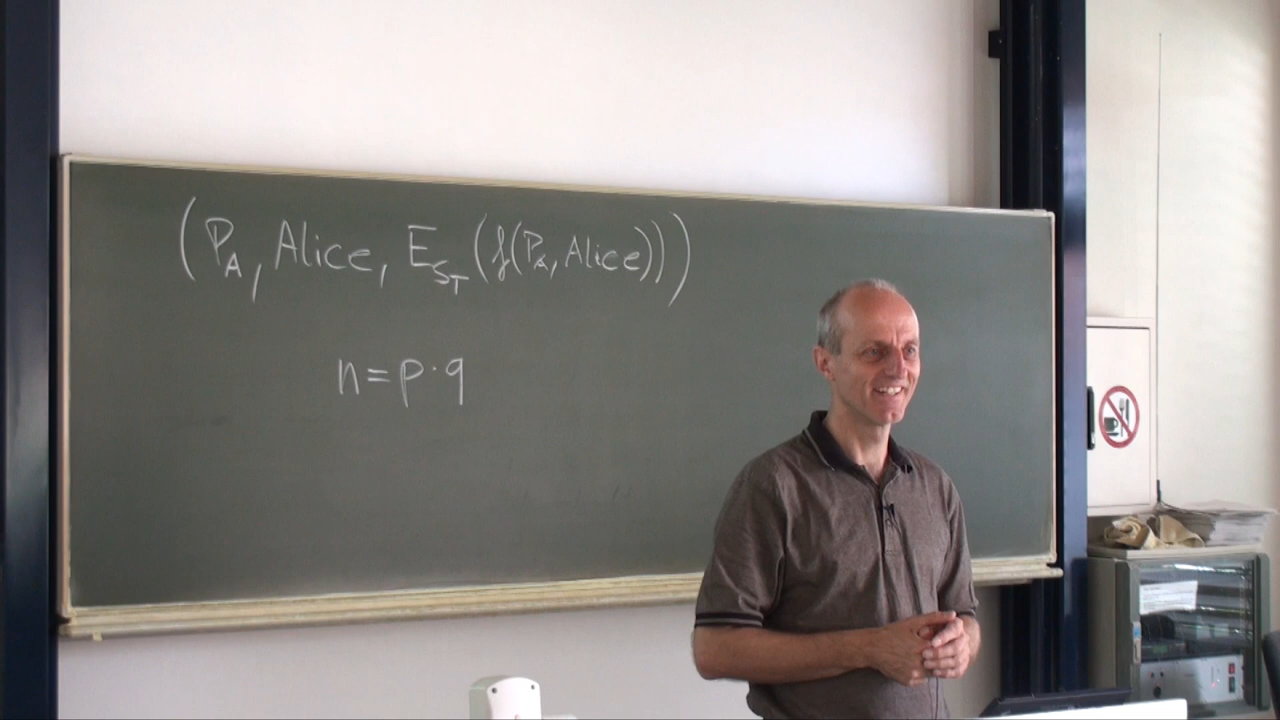 (P_A, Alice, E_{S_T}(f(P_A, Alice)))
n = p · q